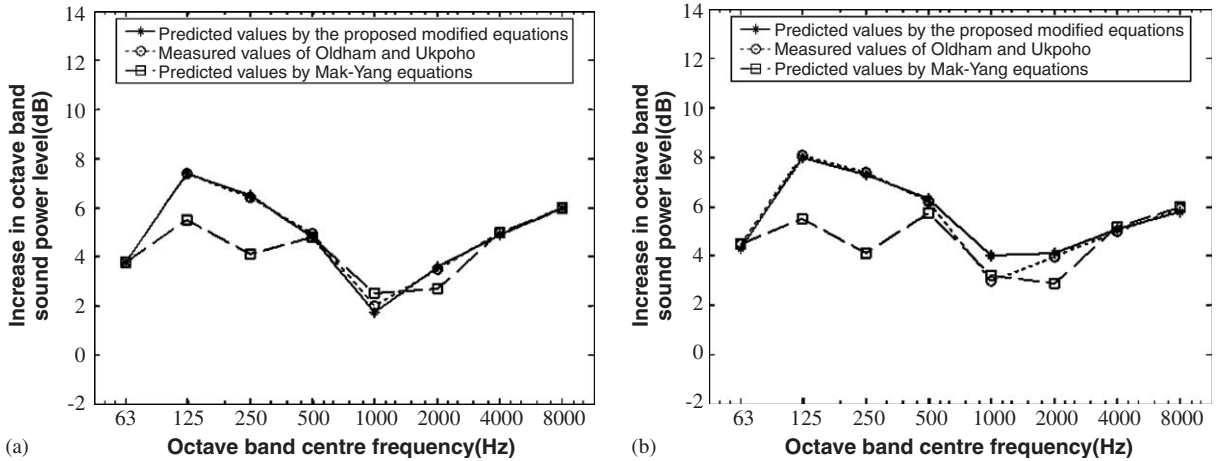 14
12
10
8
6
4
2
0
-2
Increase in octave band
sound power level(dB)
Predicted values by the proposed modified equations
Measured values of Oldham and Ukpoho
Predicted values by Mak-Yang equations
63 125 250 500 1000 2000 4000 8000
(a) Octave band centre frequency(Hz)
14
12
10
8
6
4
2
0
-2
Increase in octave band
sound power level(dB)
Predicted values by the proposed modified equations
Measured values of Oldham and Ukpoho
Predicted values by Mak-Yang equations
63 125 250 500 1000 2000 4000 8000
(b) Octave band centre frequency(Hz)